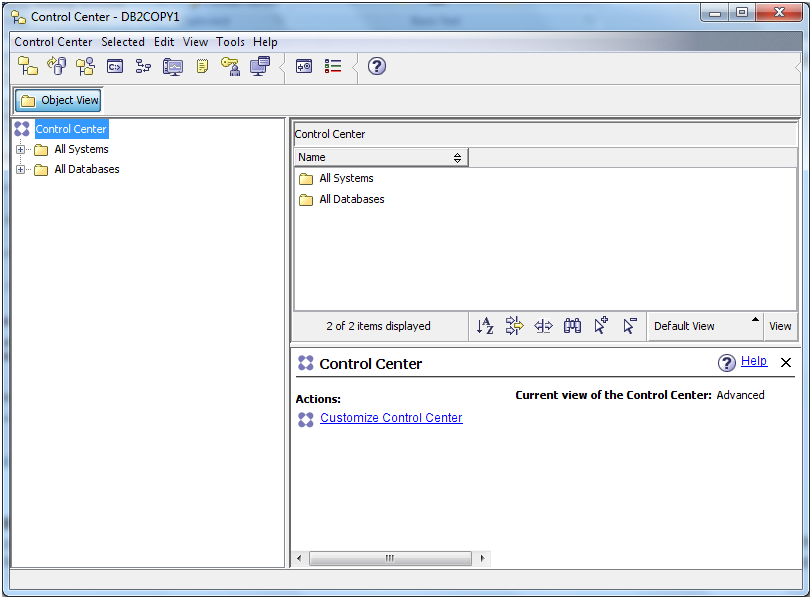 Control Center - DB2COPY1
Control Center Selected Edit View Tools Help
Object View
Control Center
All Systems
All Databases
Control Center
Name
All Systems
All Databases
2 of 2 items displayed
Default View
View
Control Center
Help
Actions:
Customize Control Center
Current view of the Control Center: Advanced